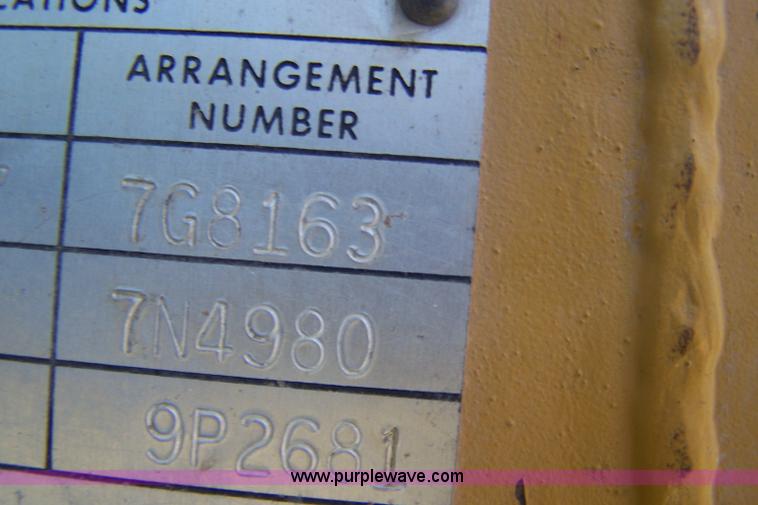 ARRANGEMENT
NUMBER
7G8163
7N4980
9P2681
www.purplewave.com